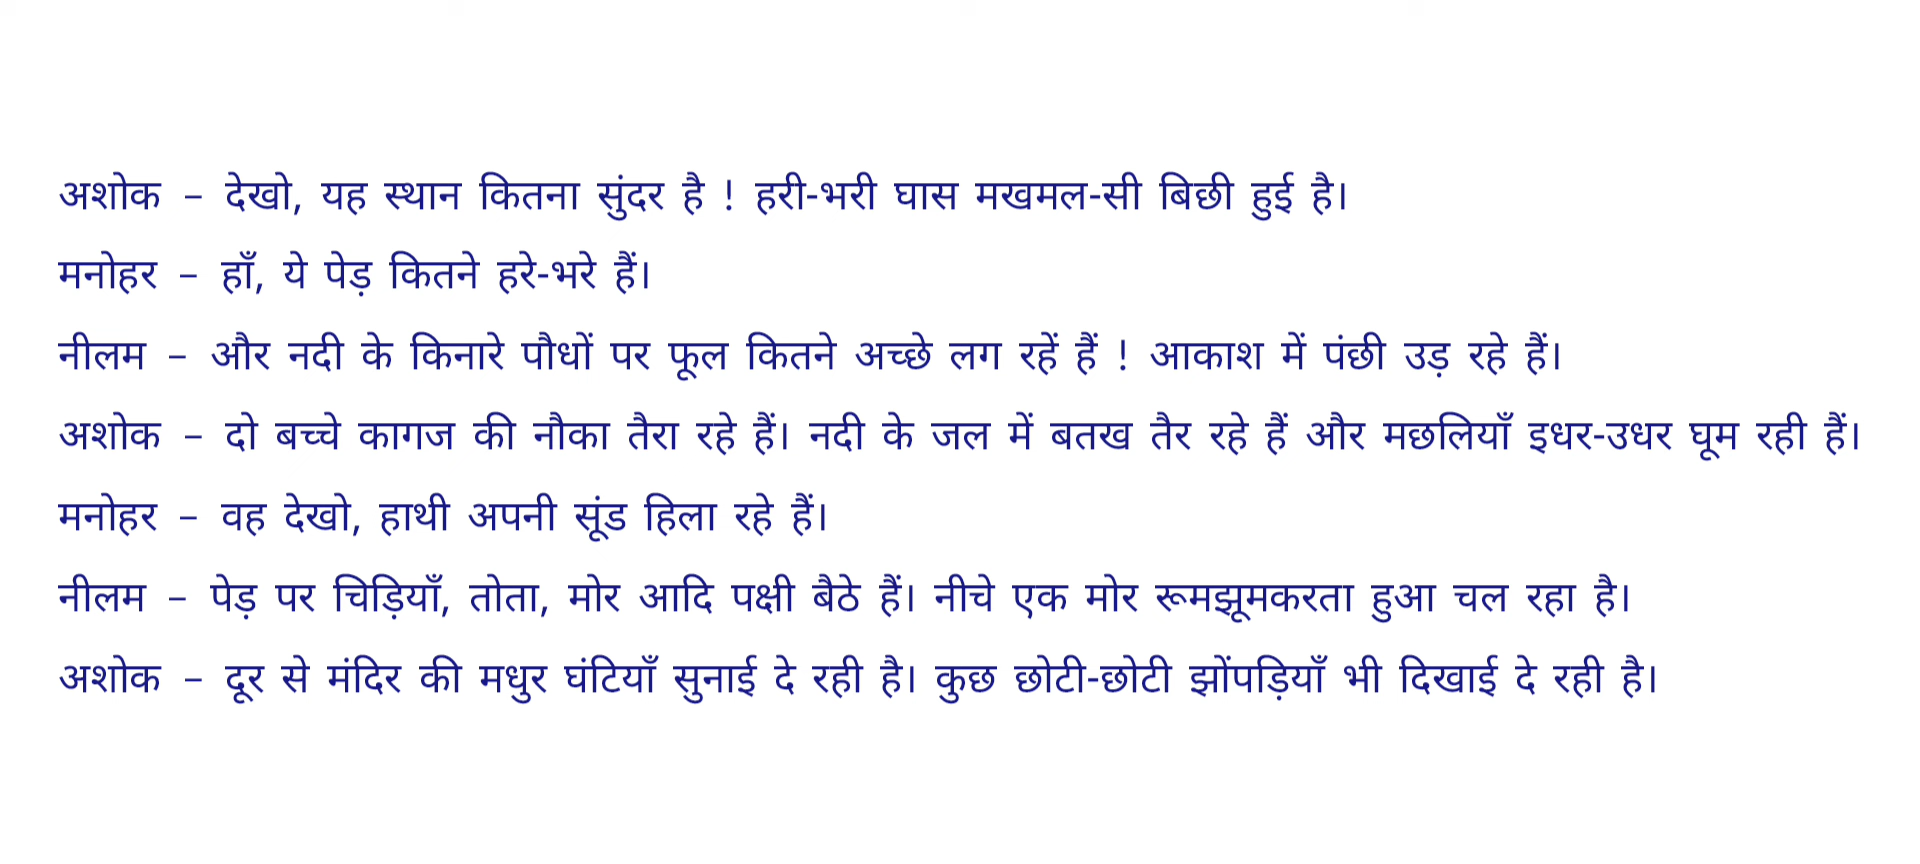 अशोक – देखो, यह स्थान कितना सुंदर है ! हरी-भरी घास मखमल-सी बिछी हुई है।
मनोहर – हाँ, ये पेड़ कितने हरे-भरे हैं।
नीलम – और नदी के किनारे पौधों पर फूल कितने अच्छे लग रहें हैं ! आकाश में पंछी उड़ रहे हैं।
अशोक – दो बच्चे कागज की नौका तैरा रहे हैं। नदी के जल में बतख तैर रहे हैं और मछलियाँ इधर-उधर घूम रही हैं।
मनोहर – वह देखो, हाथी अपनी सूंड हिला रहे हैं।
नीलम – पेड़ पर चिड़ियाँ, तोता, मोर आदि पक्षी बैठे हैं। नीचे एक मोर रूमझूमकरता हुआ चल रहा है।
अशोक – दूर से मंदिर की मधुर घंटियाँ सुनाई दे रही है। कुछ छोटी-छोटी झोंपड़ियाँ भी दिखाई दे रही है।